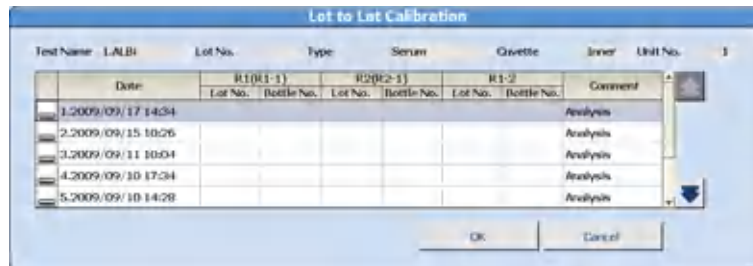 Lot to Lot Calibration
Test Name 1.ALBi Lot No. Type Serum Cuvette Inner Unit No. 1
Date R1(R1-1) R2(R2-1) R1-2 Comment
Lot No. Bottle No. Lot No. Bottle No. Lot No. Bottle No.
1.2009/09/17 14:34 Analysis
2.2009/09/15 10:26 Analysis
3.2009/09/11 10:04 Analysis
4.2009/09/10 17:34 Analysis
5.2009/09/10 14:28 Analysis
OK Cancel